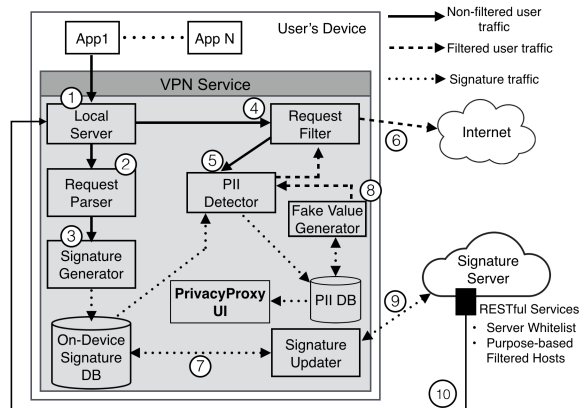 App1
App N
User's Device
Non-filtered user
traffic
Filtered user traffic
Signature traffic
VPN Service
1
Local
Server
4
Request
Filter
6
Internet
2
Request
Parser
5
PII
Detector
8
Fake Value
Generator
3
Signature
Generator
PrivacyProxy
UI
PII DB
9
Signature
Server
RESTful Services
· Server Whitelist
· Purpose-based
Filtered Hosts
On-Device
Signature
DB
7
Signature
Updater
10